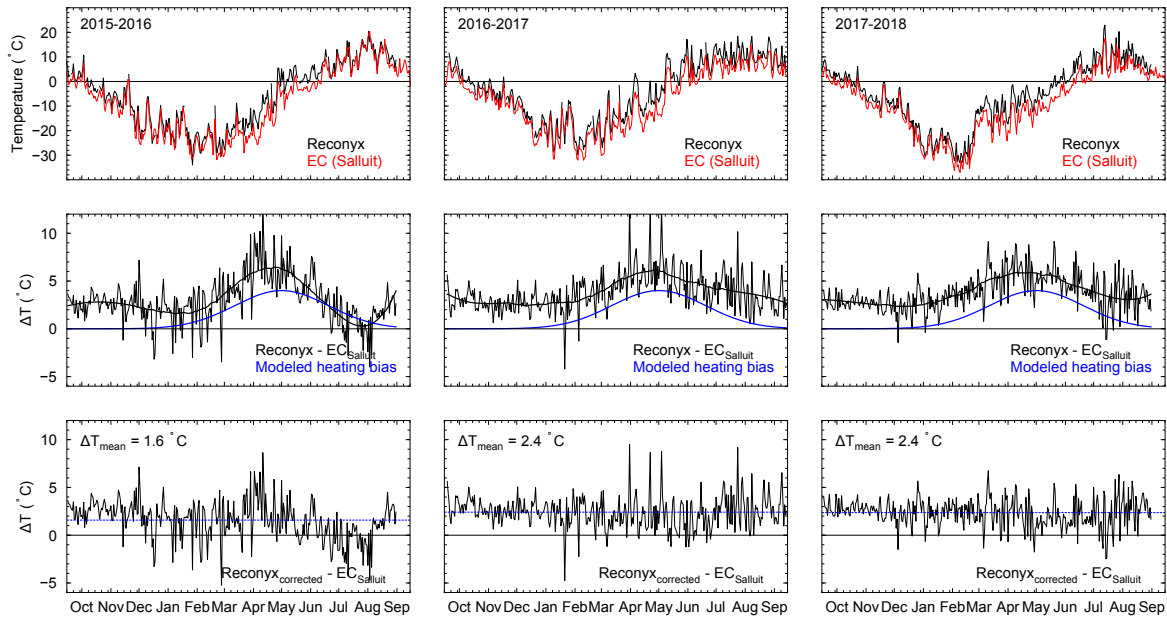 2015-2016
2016-2017
2017-2018
Temperature (˚C)
20
10
0
−10
−20
−30
Reconyx
EC (Salluit)
Reconyx
EC (Salluit)
Reconyx
EC (Salluit)
ΔT (˚C)
10
5
0
−5
Reconyx - EC_Salluit
Modeled heating bias
Reconyx - EC_Salluit
Modeled heating bias
Reconyx - EC_Salluit
Modeled heating bias
ΔT_mean = 1.6 ˚C
ΔT_mean = 2.4 ˚C
ΔT_mean = 2.4 ˚C
ΔT (˚C)
10
5
0
−5
Reconyx_corrected - EC_Salluit
Reconyx_corrected - EC_Salluit
Reconyx_corrected - EC_Salluit
Oct Nov Dec Jan Feb Mar Apr May Jun Jul Aug Sep
Oct Nov Dec Jan Feb Mar Apr May Jun Jul Aug Sep
Oct Nov Dec Jan Feb Mar Apr May Jun Jul Aug Sep